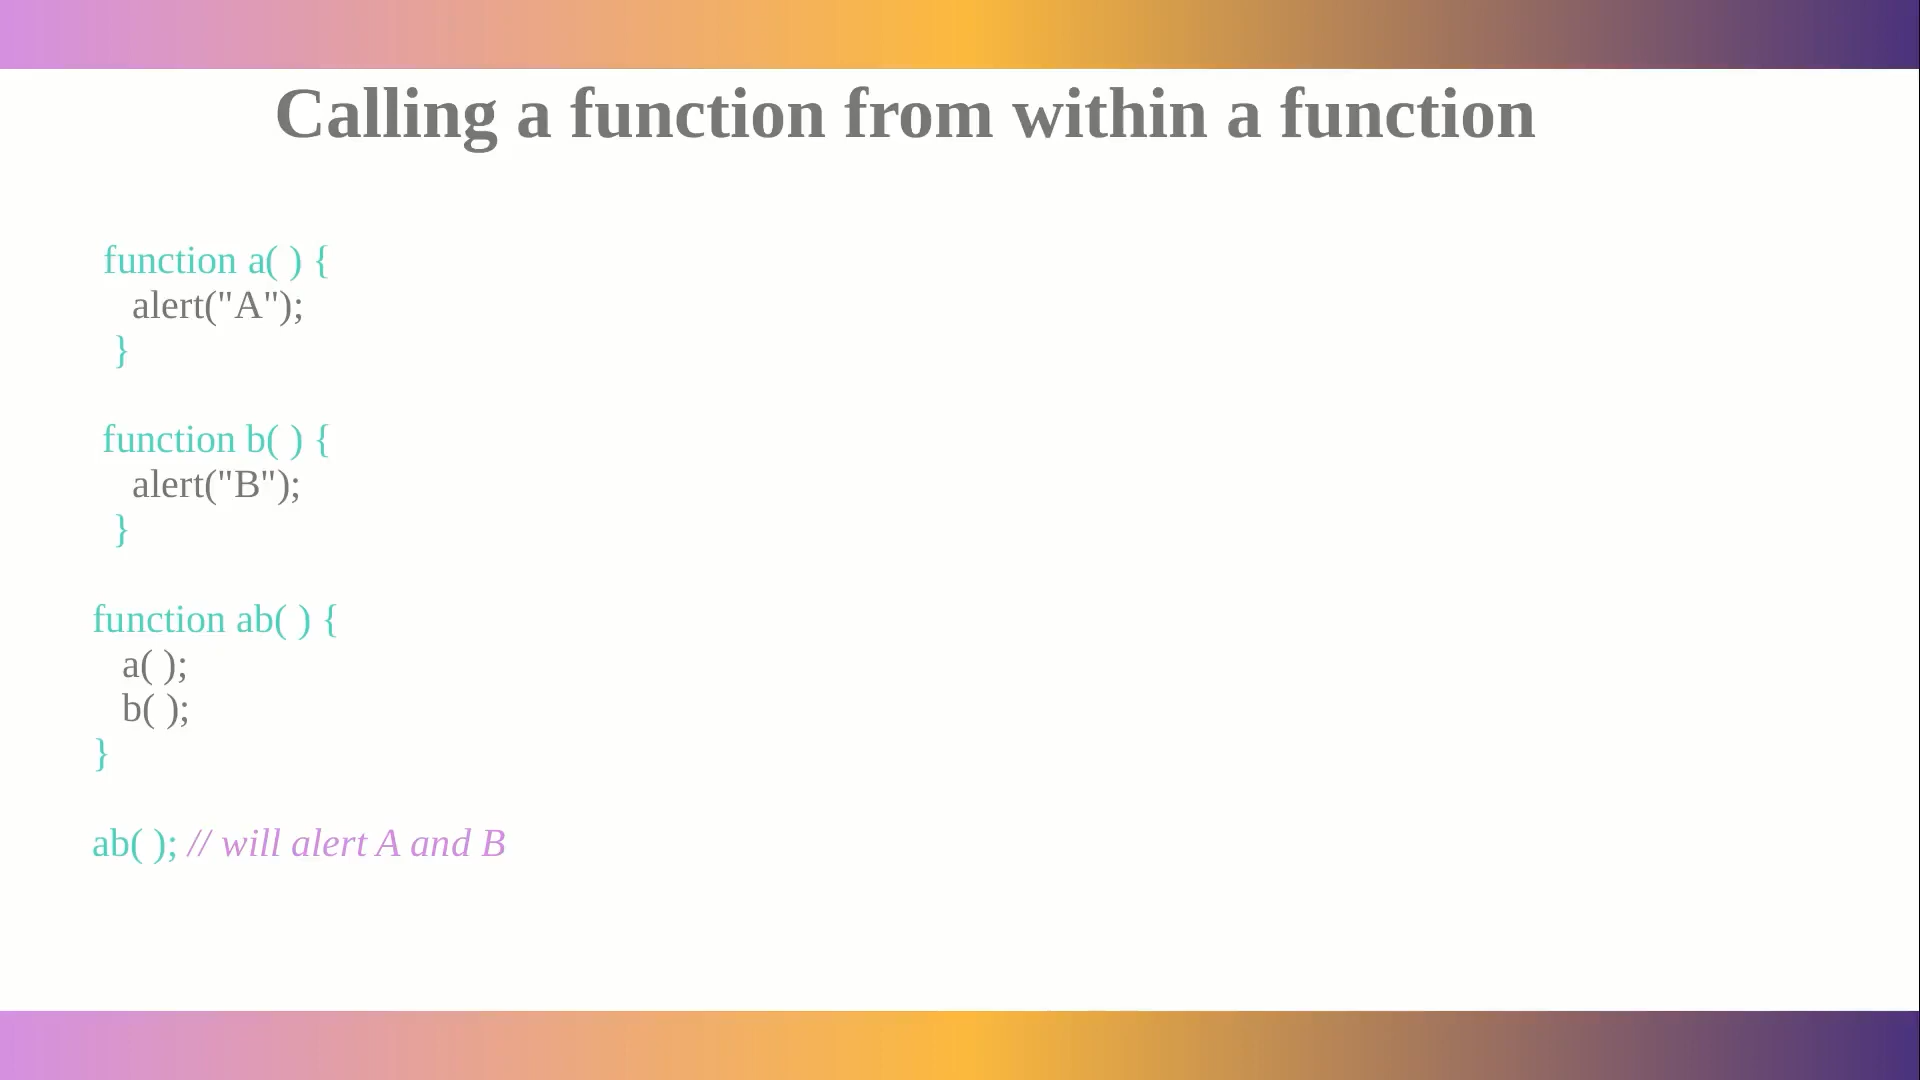 Calling a function from within a function
function a( ) {
alert("A");
}
function b( ) {
alert("B");
}
function ab( ) {
a( );
b( );
}
ab( ); // will alert A and B